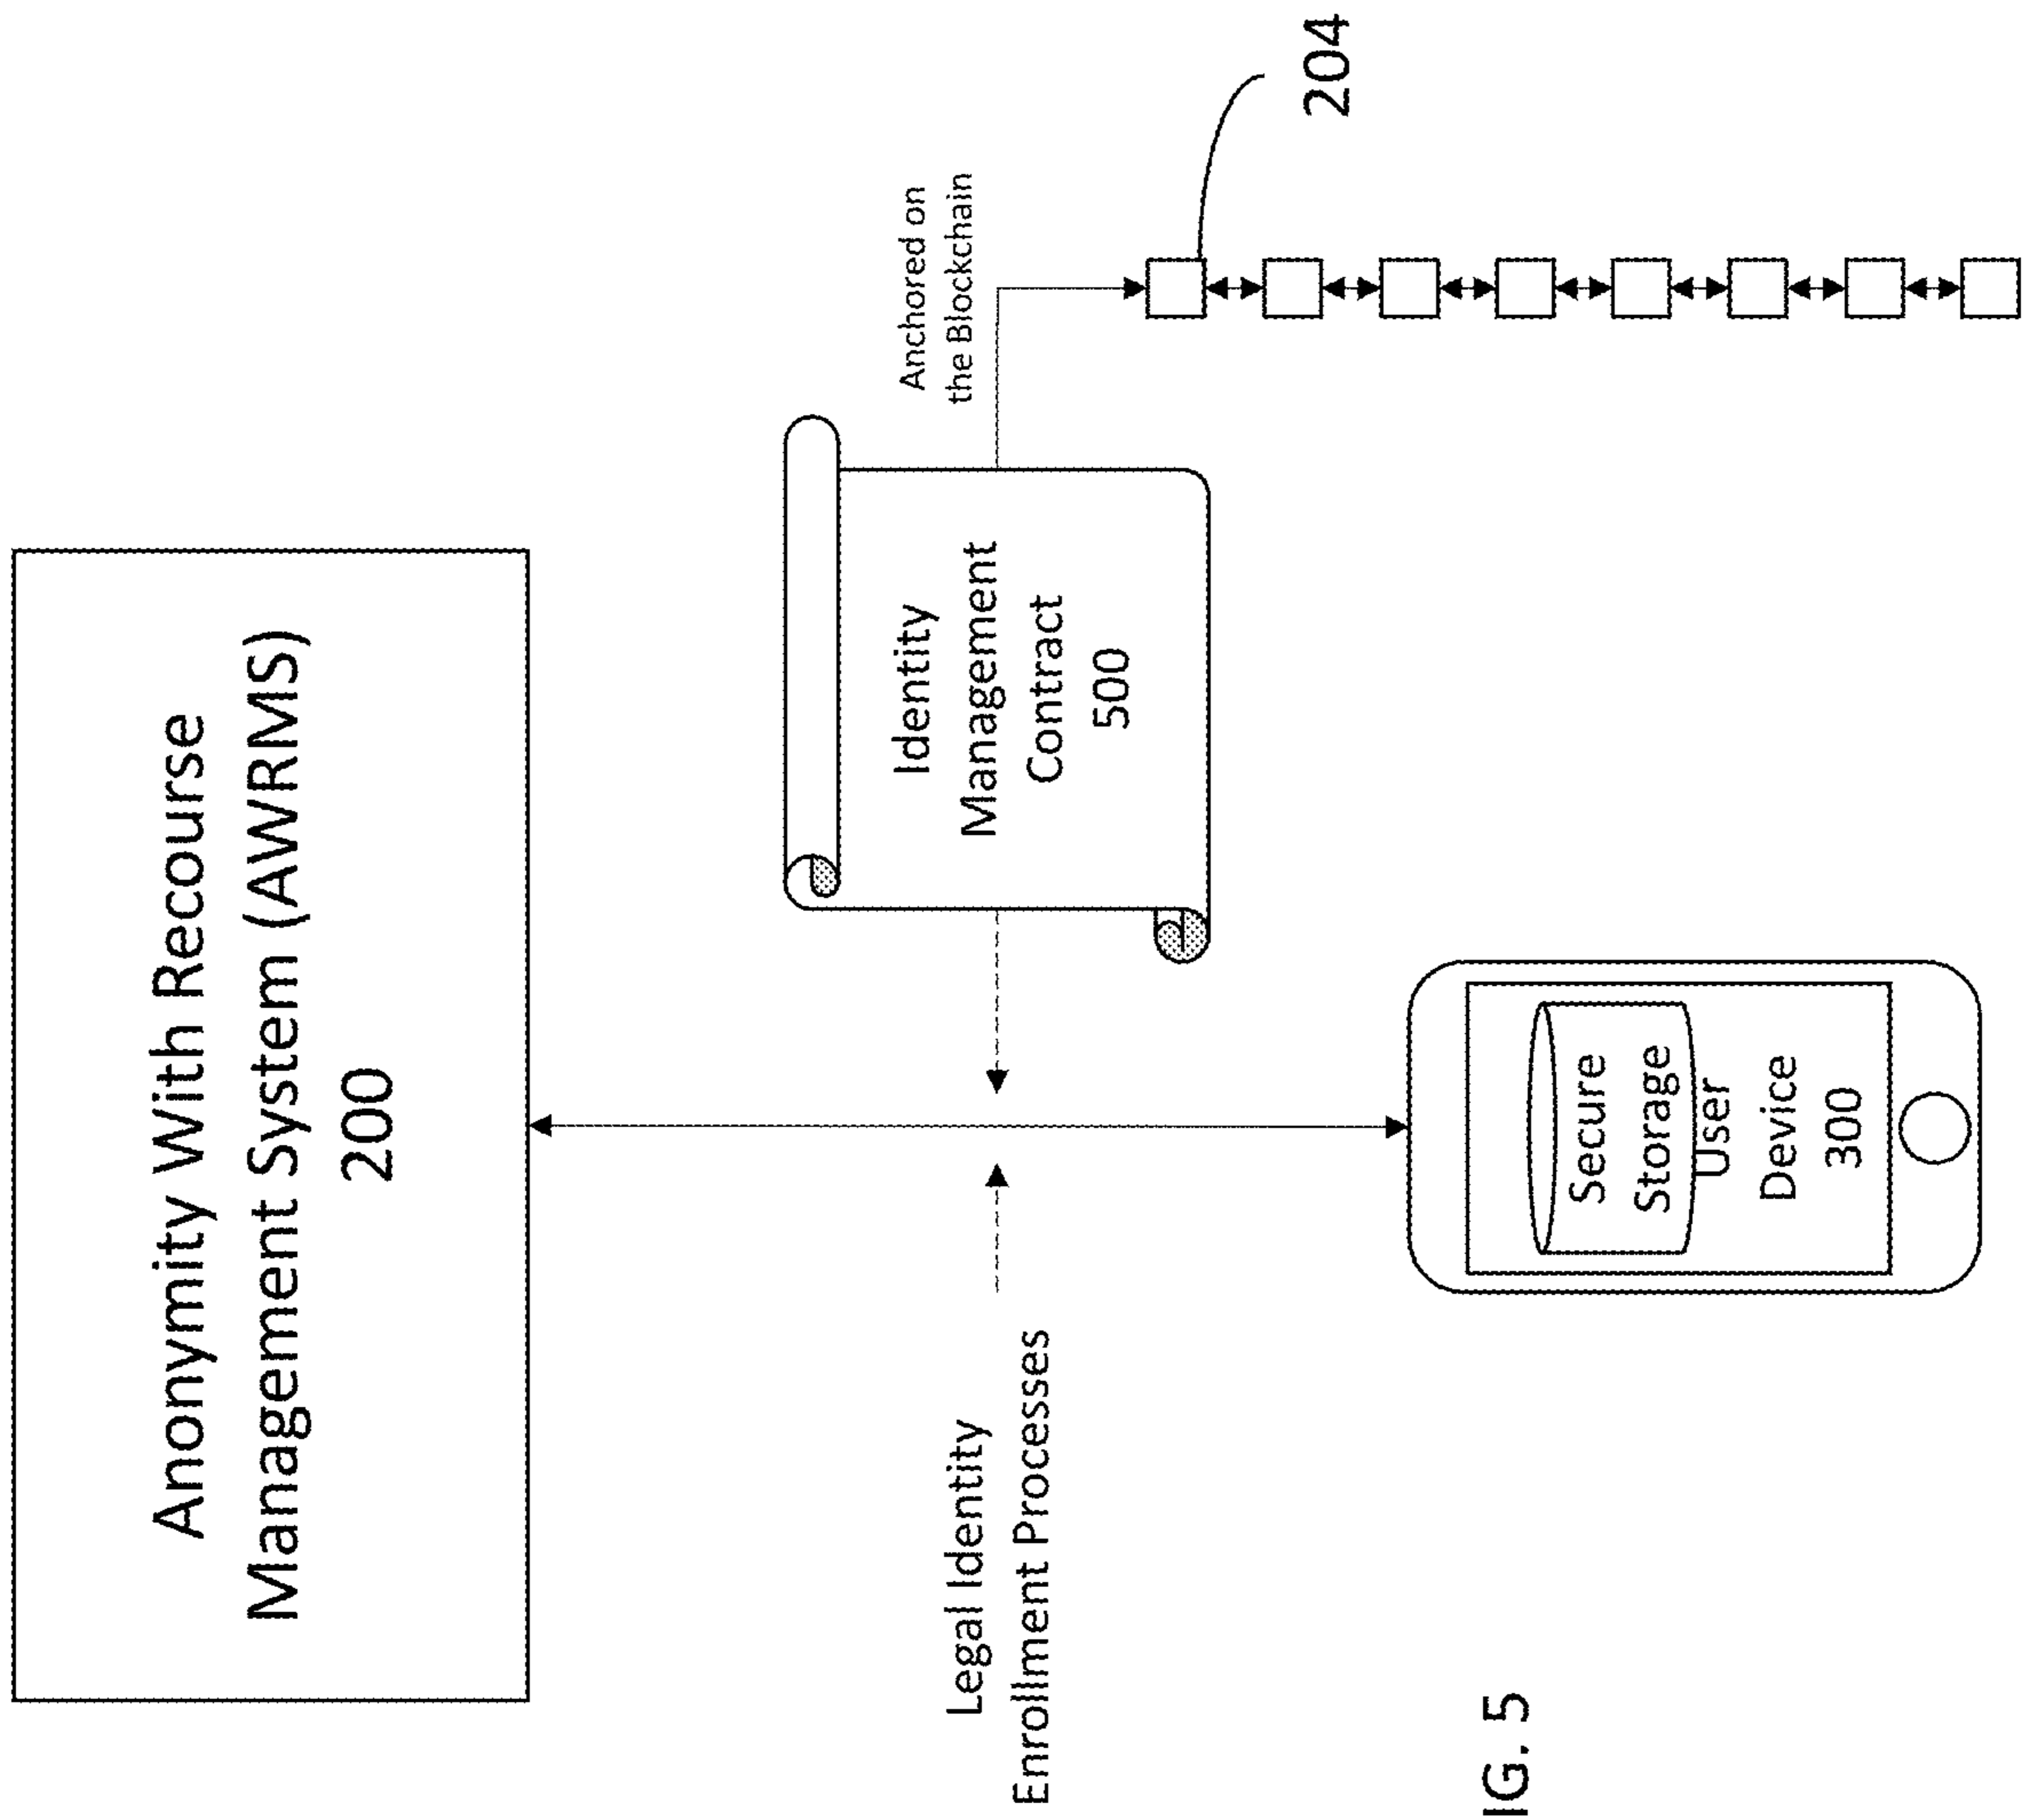 Anonymity With Recourse
Management System (AWRMS)
200
Legal Identity
Enrollment Processes
Identity
Management
Contract
500
Anchored on
the Blockchain
204
Secure
Storage
User
Device
300
IG. 5